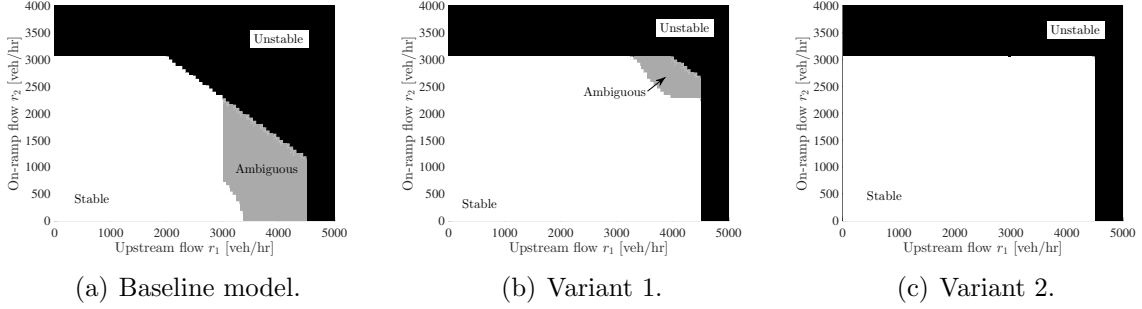 4000
3500
3000
2500
2000
1500
1000
500
0
On-ramp flow r₂ [veh/hr]
Unstable
Ambiguous
Stable
0 1000 2000 3000 4000 5000
Upstream flow r₁ [veh/hr]
(a) Baseline model.
4000
3500
3000
2500
2000
1500
1000
500
0
On-ramp flow r₂ [veh/hr]
Unstable
Ambiguous
Stable
0 1000 2000 3000 4000 5000
Upstream flow r₁ [veh/hr]
(b) Variant 1.
4000
3500
3000
2500
2000
1500
1000
500
0
On-ramp flow r₂ [veh/hr]
Unstable
Stable
0 1000 2000 3000 4000 5000
Upstream flow r₁ [veh/hr]
(c) Variant 2.